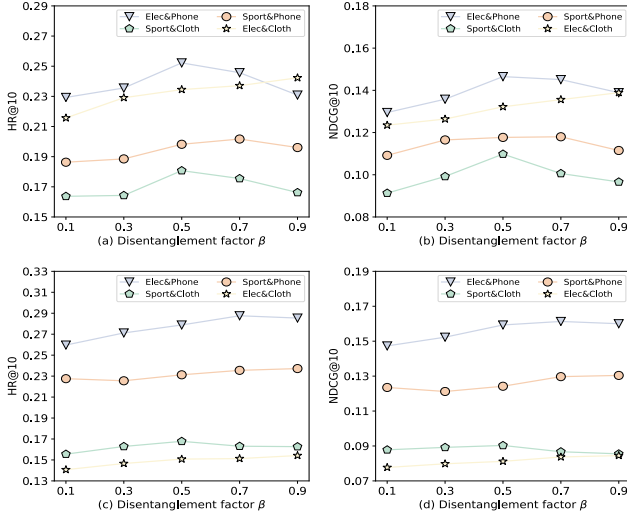 0.29
0.27
0.25
0.23
0.21
0.19
0.17
0.15
HR@10
Elec&Phone
Sport&Cloth
Sport&Phone
Elec&Cloth
0.1 0.3 0.5 0.7 0.9
(a) Disentanglement factor β
0.18
0.16
0.14
0.12
0.10
0.08
NDCG@10
Elec&Phone
Sport&Cloth
Sport&Phone
Elec&Cloth
0.1 0.3 0.5 0.7 0.9
(b) Disentanglement factor β
0.33
0.31
0.29
0.27
0.25
0.23
0.21
0.19
0.17
0.15
0.13
HR@10
Elec&Phone
Sport&Cloth
Sport&Phone
Elec&Cloth
0.1 0.3 0.5 0.7 0.9
(c) Disentanglement factor β
0.19
0.17
0.15
0.13
0.11
0.09
0.07
NDCG@10
Elec&Phone
Sport&Cloth
Sport&Phone
Elec&Cloth
0.1 0.3 0.5 0.7 0.9
(d) Disentanglement factor β